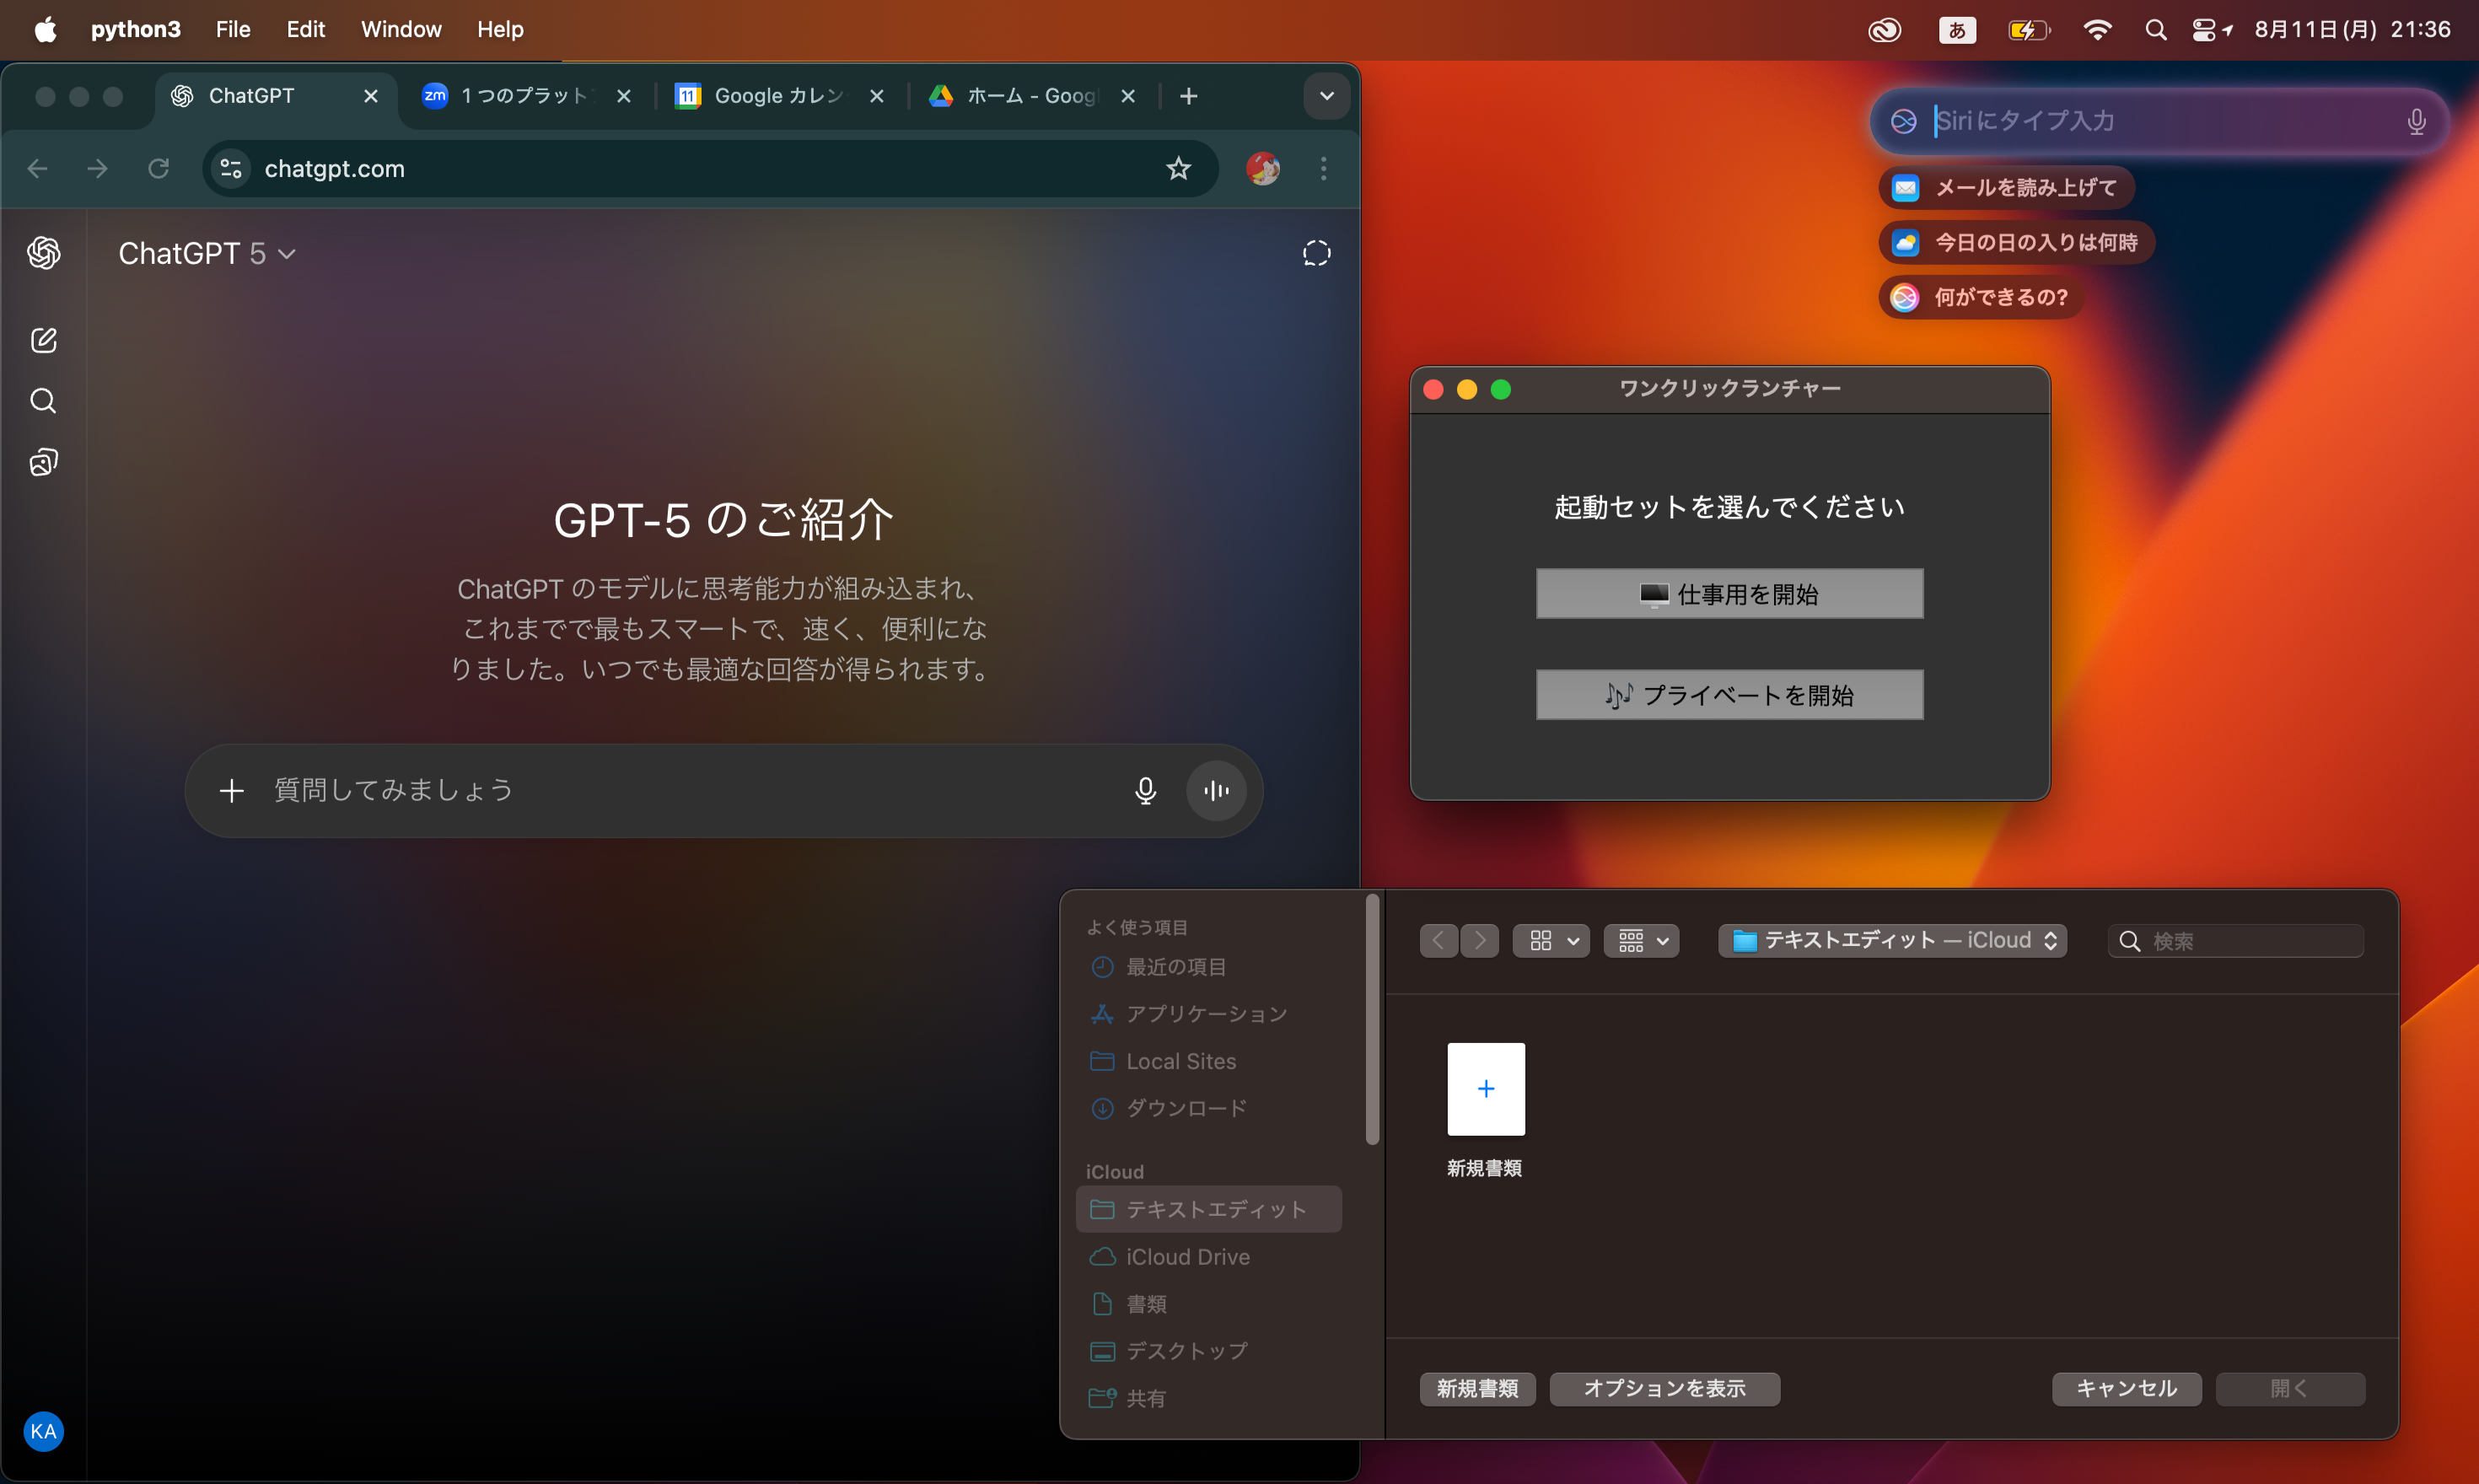 python3 File Edit Window Help
あ 8月11日(月) 21:36
ChatGPT
zm 1つのプラット
11 Google カレン
ホーム - Googl
chatgpt.com
ChatGPT 5
GPT-5 のご紹介
ChatGPT のモデルに思考能力が組み込まれ、
これまでで最もスマートで、速く、便利にな
りました。いつでも最適な回答が得られます。
質問してみましょう
KA
Siriにタイプ入力
メールを読み上げて
今日の日の入りは何時
何ができるの?
ワンクリックランチャー
起動セットを選んでください
仕事用を開始
プライベートを開始
よく使う項目
最近の項目
アプリケーション
Local Sites
ダウンロード
iCloud
テキストエディット
iCloud Drive
書類
デスクトップ
共有
テキストエディット — iCloud
検索
新規書類
新規書類
オプションを表示
キャンセル
開く